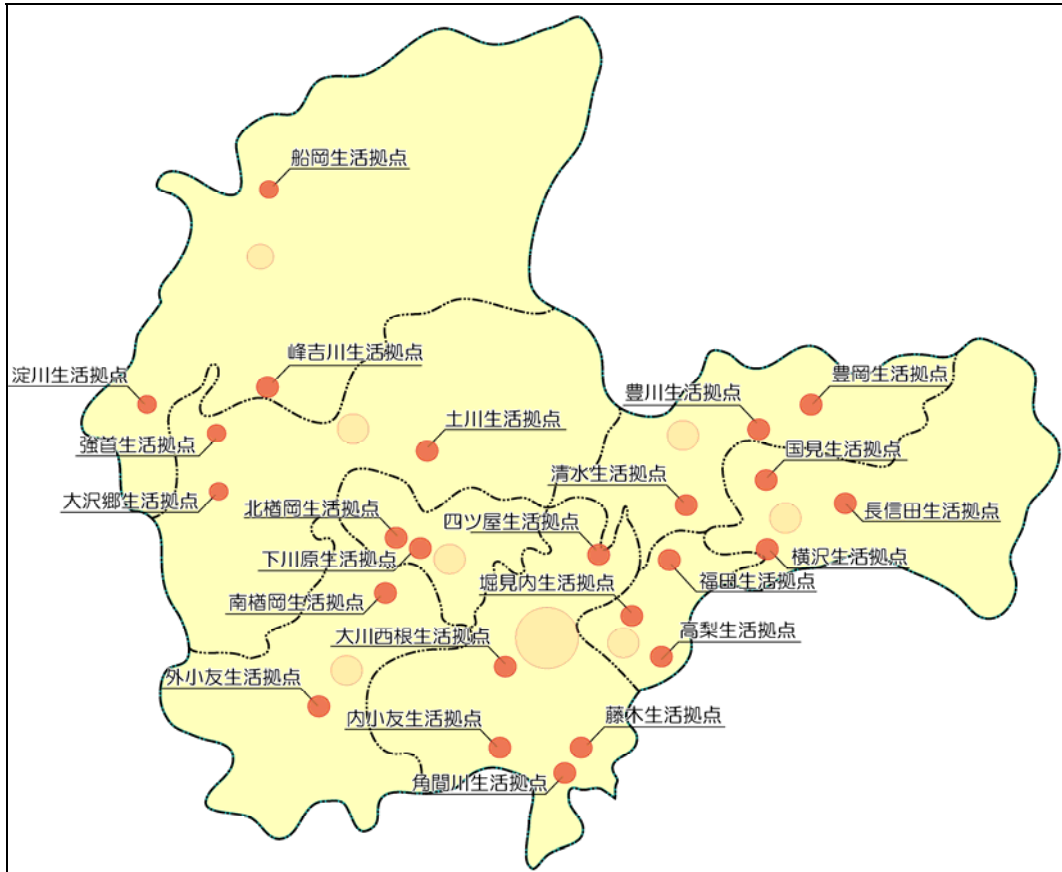 船岡生活拠点
峰吉川生活拠点
淀川生活拠点
豊岡生活拠点
豊川生活拠点
土川生活拠点
強首生活拠点
国見生活拠点
清水生活拠点
大沢郷生活拠点
北楢岡生活拠点
四ツ屋生活拠点
長信田生活拠点
下川原生活拠点
横沢生活拠点
堀見内生活拠点
福田生活拠点
南楢岡生活拠点
大川西根生活拠点
高梨生活拠点
外小友生活拠点
内小友生活拠点
藤木生活拠点
角間川生活拠点